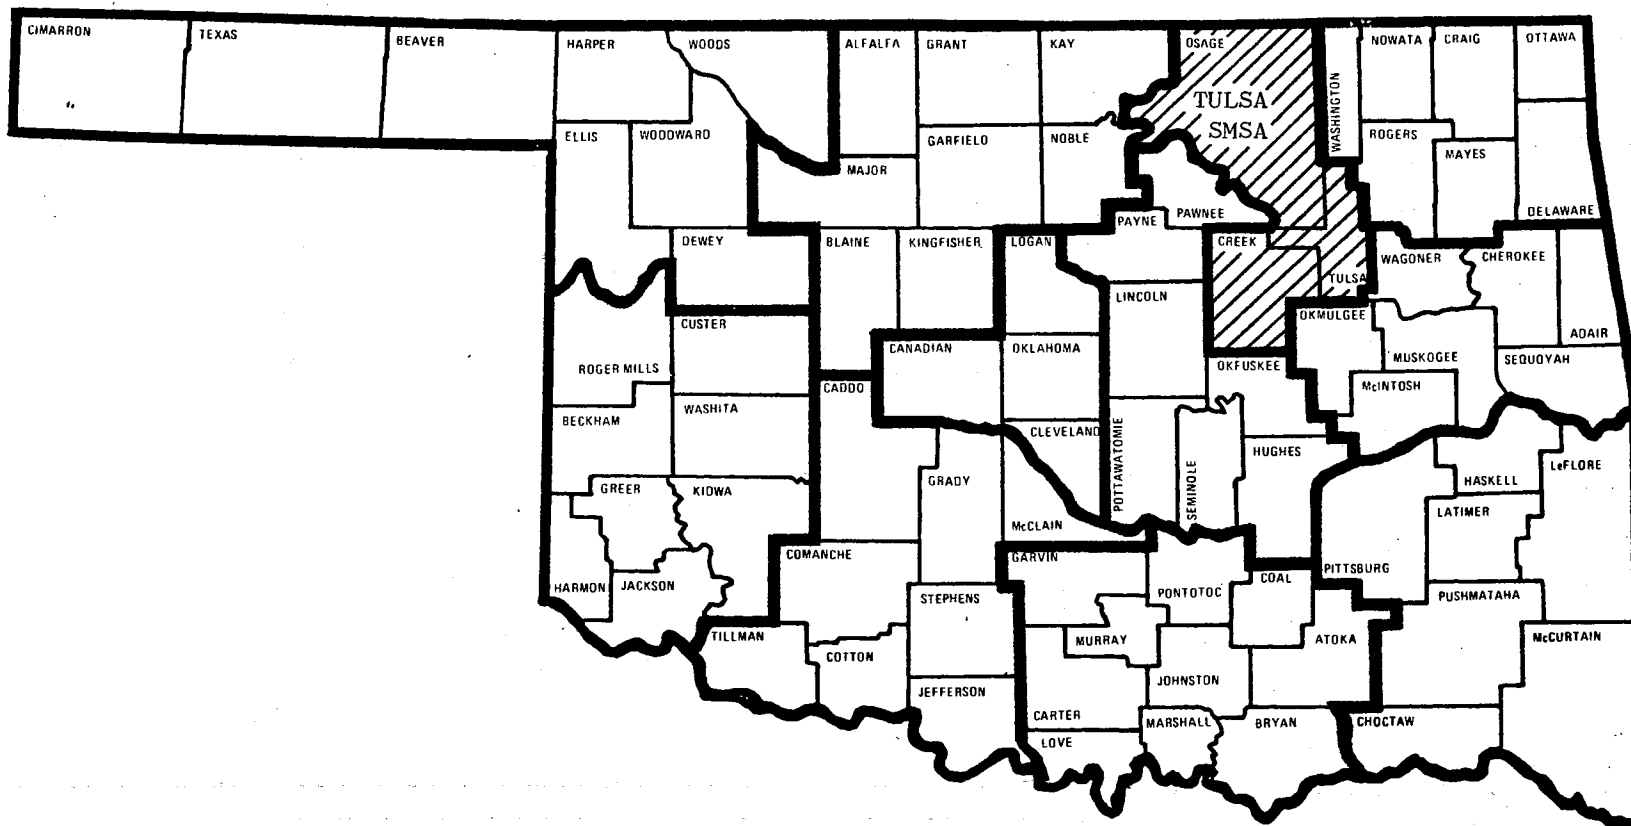 CIMARRON
TEXAS
BEAVER
HARPER
WOODS
ALFALFA
GRANT
KAY
OSAGE
WASHINGTON
NOWATA
CRAIG
OTTAWA
TULSA
SMSA
ELLIS
WOODWARD
GARFIELD
NOBLE
ROGERS
MAYES
MAJOR
DELAWARE
PAYNE
PAWNEE
DEWEY
BLAINE
KINGFISHER
LOGAN
CREEK
WAGONER
CHEROKEE
TULSA
LINCOLN
CUSTER
OKMULGEE
ADAIR
CANADIAN
OKLAHOMA
MUSKOGEE
SEQUOYAH
ROGER MILLS
OKFUSKEE
CADDO
McINTOSH
WASHITA
BECKHAM
CLEVELAND
POTTAWATOMIE
SEMINOLE
HUGHES
LeFLORE
GREER
KIOWA
GRADY
HASKELL
LATIMER
McCLAIN
COMANCHE
GARVIN
PITTSBURG
COAL
HARMON
JACKSON
STEPHENS
PONTOTOC
PUSHMATAHA
TILLMAN
MURRAY
ATOKA
McCURTAIN
COTTON
JOHNSTON
JEFFERSON
CARTER
MARSHALL
BRYAN
CHOCTAW
LOVE